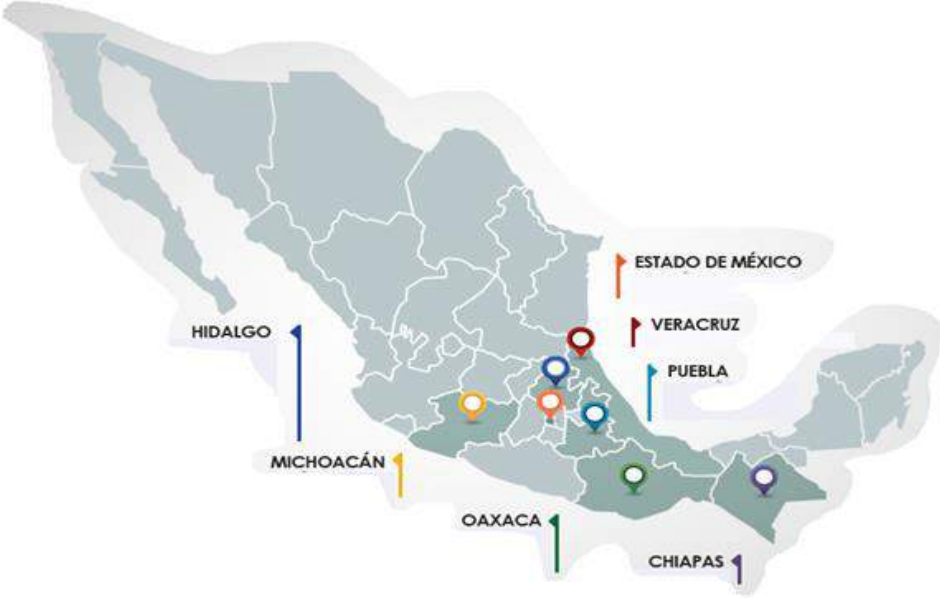 ESTADO DE MÉXICO
HIDALGO
VERACRUZ
PUEBLA
MICHOACÁN
OAXACA
CHIAPAS